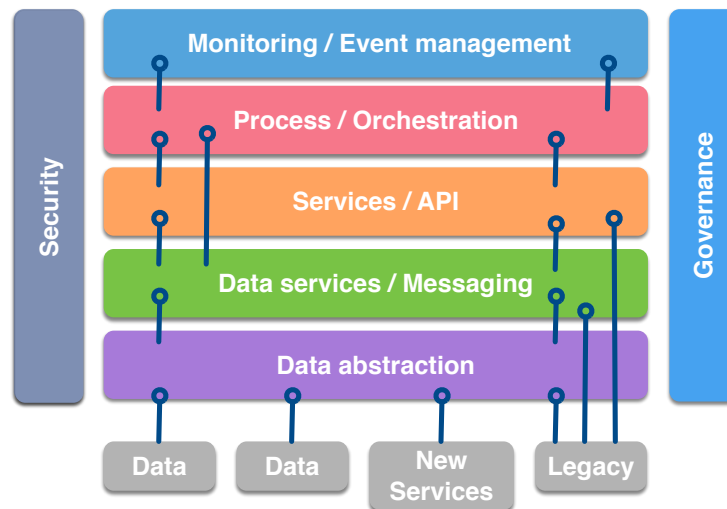 Security
Monitoring / Event management
Process / Orchestration
Services / API
Data services / Messaging
Data abstraction
Governance
Data
Data
New
Services
Legacy